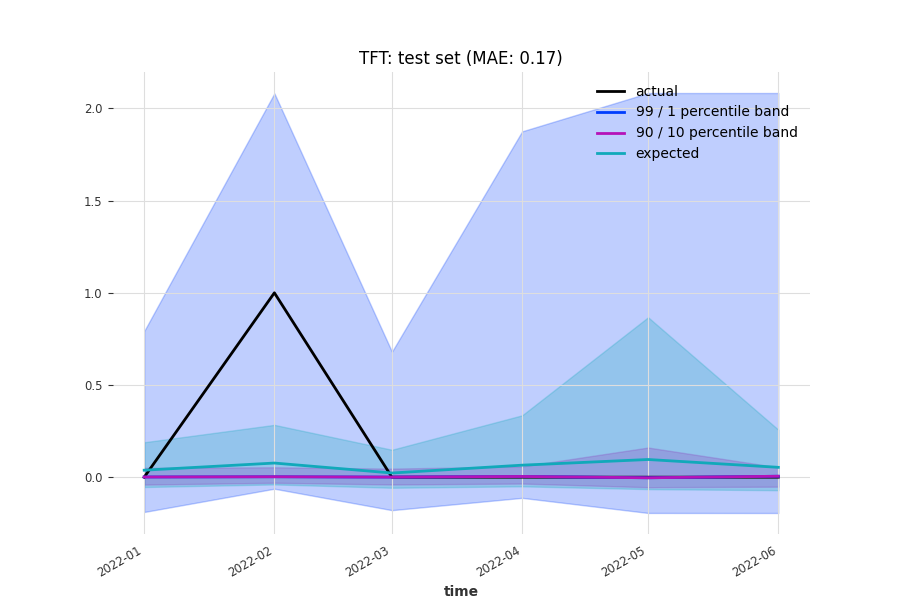 TFT: test set (MAE: 0.17)
actual
99 / 1 percentile band
90 / 10 percentile band
expected
2.0
1.5
1.0
0.5
0.0
2022-01
2022-02
2022-03
2022-04
2022-05
2022-06
time